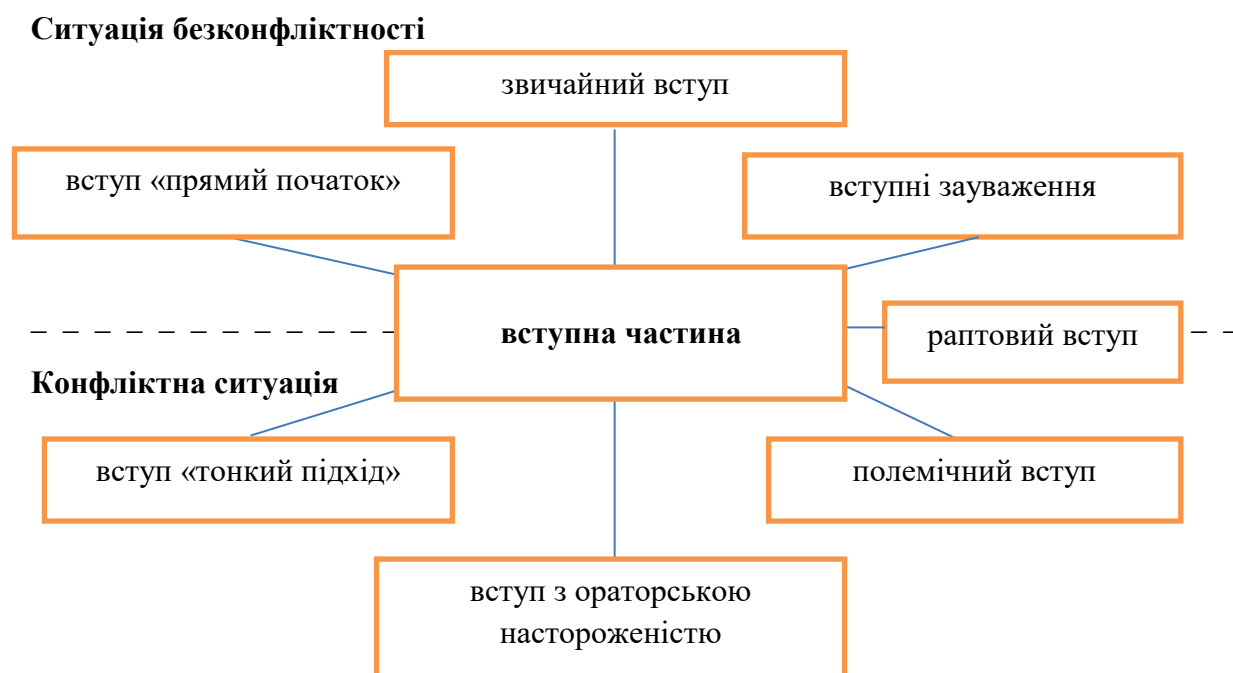 Ситуація безконфліктності
звичайний вступ
вступ «прямий початок»
вступні зауваження
вступна частина
раптовий вступ
Конфліктна ситуація
вступ «тонкий підхід»
полемічний вступ
вступ з ораторською
настороженістю